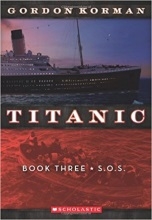 GORDON KORMAN
TITANIC
BOOK THREE • S.O.S.
SCHOLASTIC